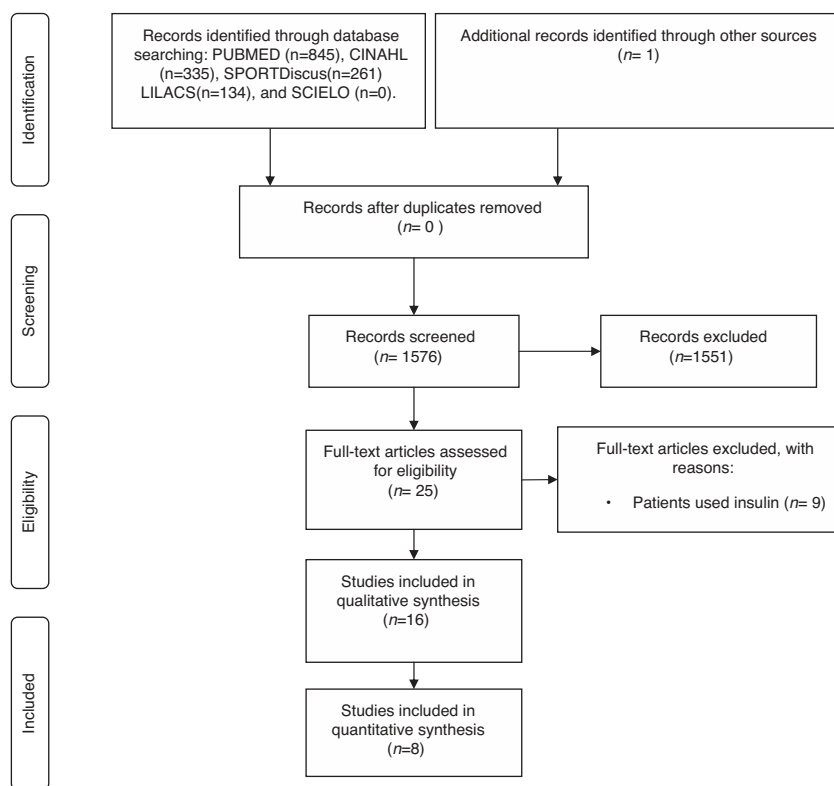 Identification
Records identified through database
searching: PUBMED (n=845), CINAHL
(n=335), SPORTDiscus(n=261)
LILACS(n=134), and SCIELO (n=0).
Additional records identified through other sources
(n= 1)
Records after duplicates removed
(n= 0 )
Screening
Records screened
(n= 1576)
Records excluded
(n=1551)
Eligibility
Full-text articles assessed
for eligibility
(n= 25)
Full-text articles excluded, with
reasons:
• Patients used insulin (n= 9)
Studies included in
qualitative synthesis
(n=16)
Included
Studies included in
quantitative synthesis
(n=8)